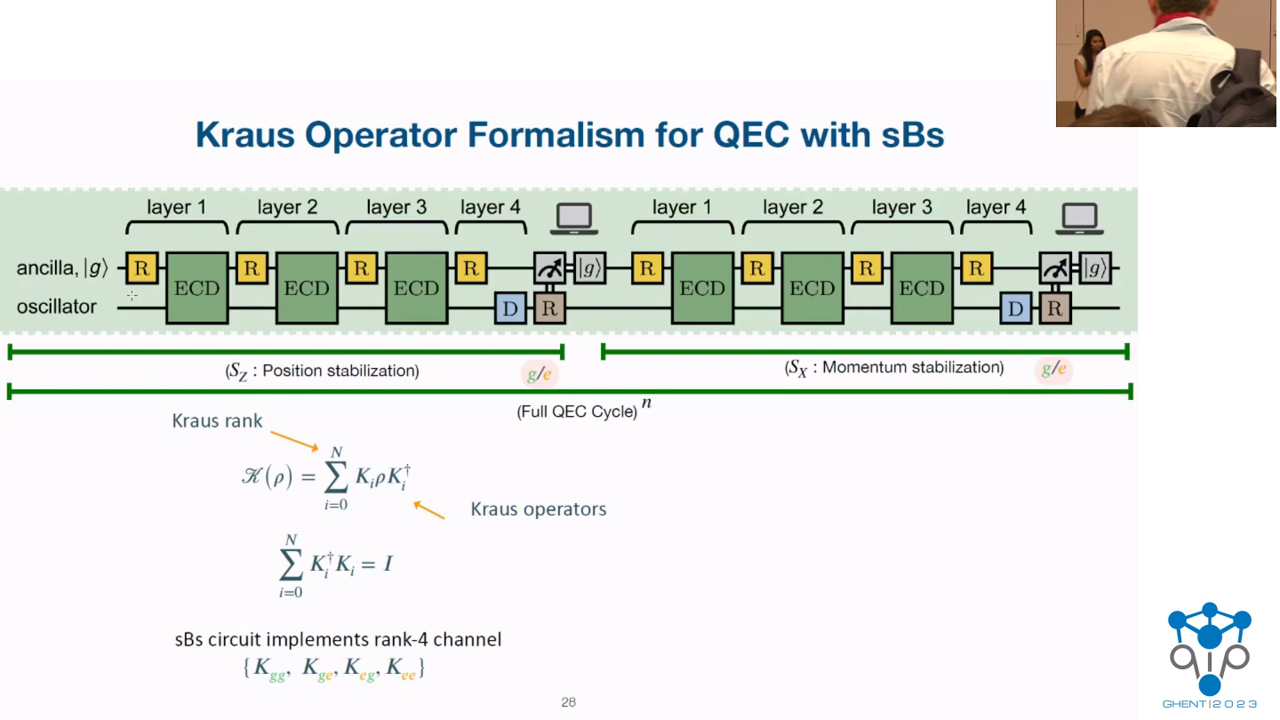 Kraus Operator Formalism for QEC with sBs
layer 1 layer 2 layer 3 layer 4 layer 1 layer 2 layer 3 layer 4
ancilla, |g⟩ R R R R |g⟩ R R R R |g⟩
ECD ECD ECD ECD ECD ECD
oscillator D R D R
(S_Z : Position stabilization) g/e (S_X : Momentum stabilization) g/e
(Full QEC Cycle)^n
Kraus rank
𝒦(ρ) = ∑_{i=0}^{N} K_i ρ K_i^†
Kraus operators
∑_{i=0}^{N} K_i^† K_i = I
sBs circuit implements rank-4 channel
{K_gg, K_ge, K_eg, K_ee}
28
qip
GHENT|2023